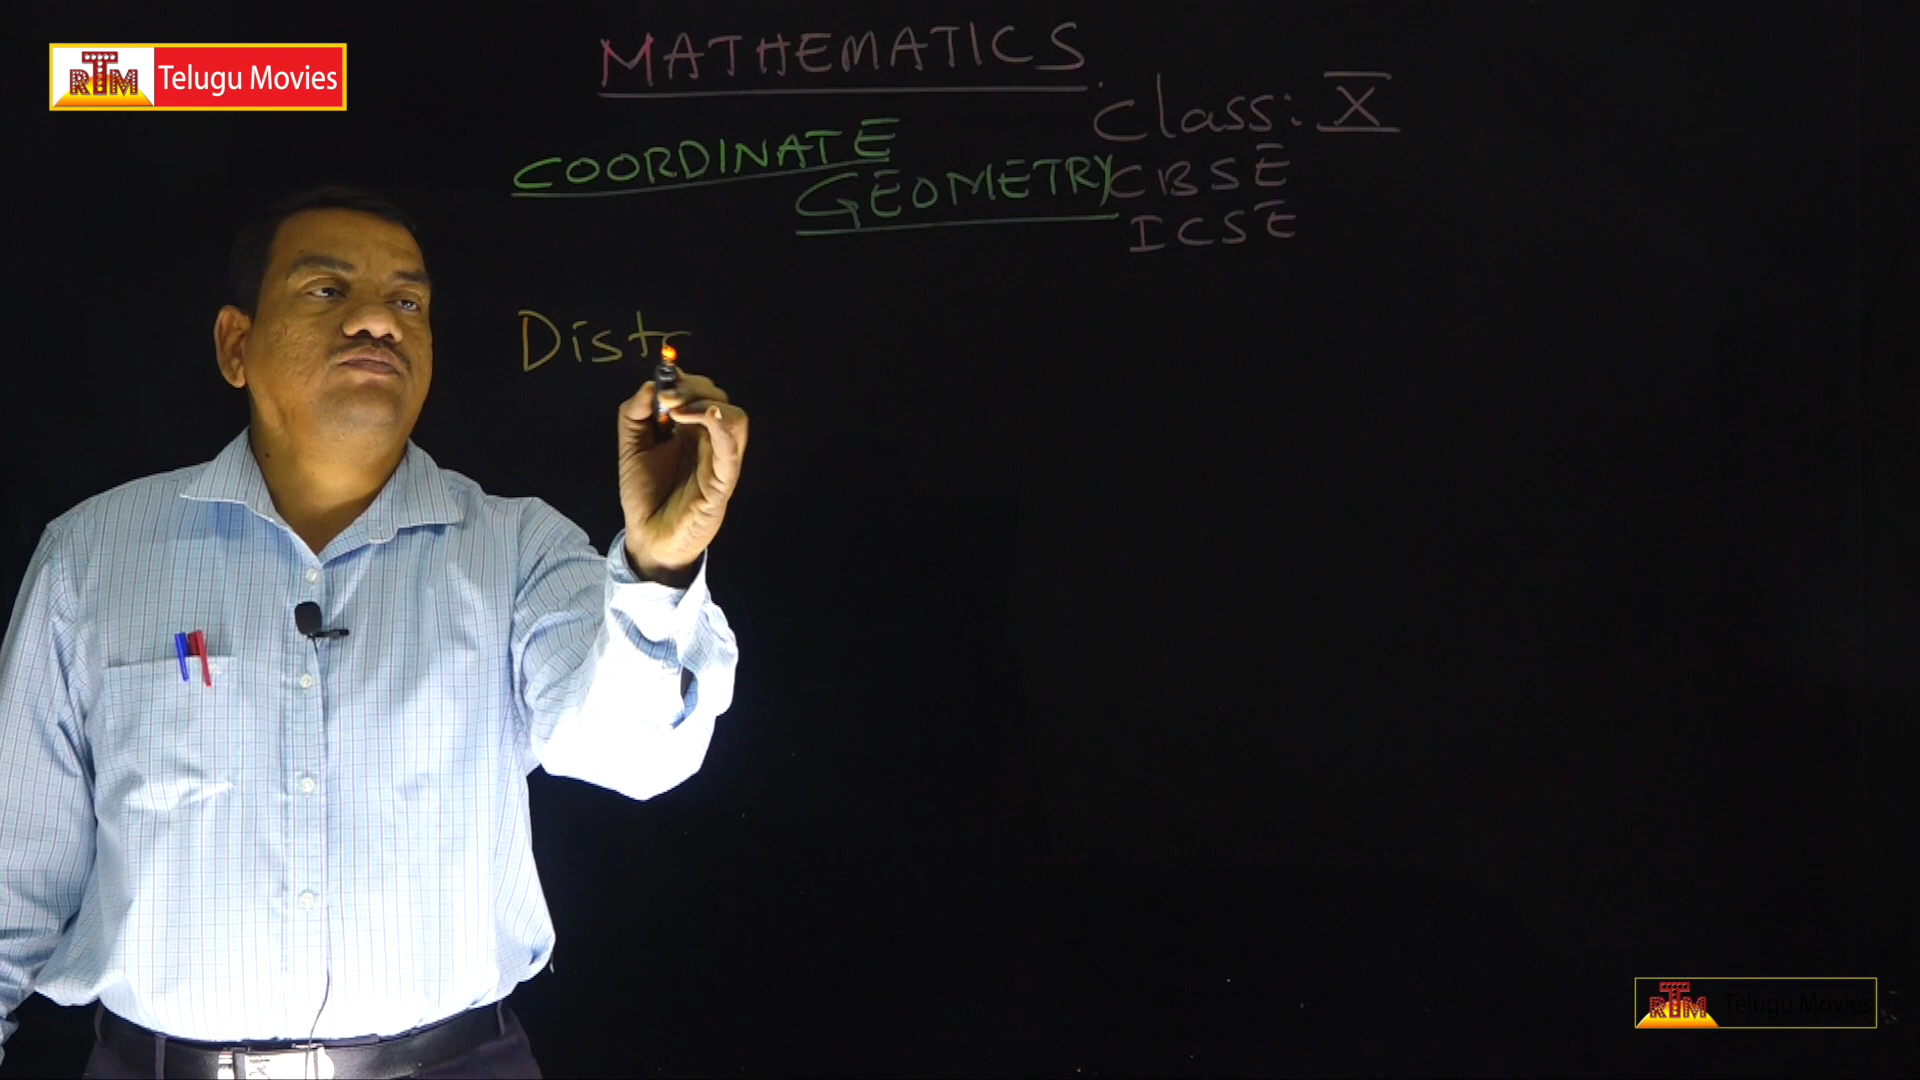 RTM Telugu Movies
MATHEMATICS
Class: X
COORDINATE
GEOMETRY
CBSE
ICSE
Dist
RTM Telugu Movies